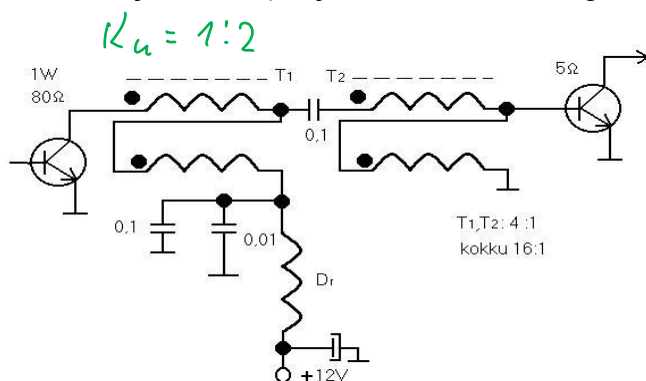 Ku = 1:2
1W
80Ω
T1
T2
5Ω
0,1
0,1
0,01
T1,T2: 4 :1
kokku 16:1
Dr
+12V